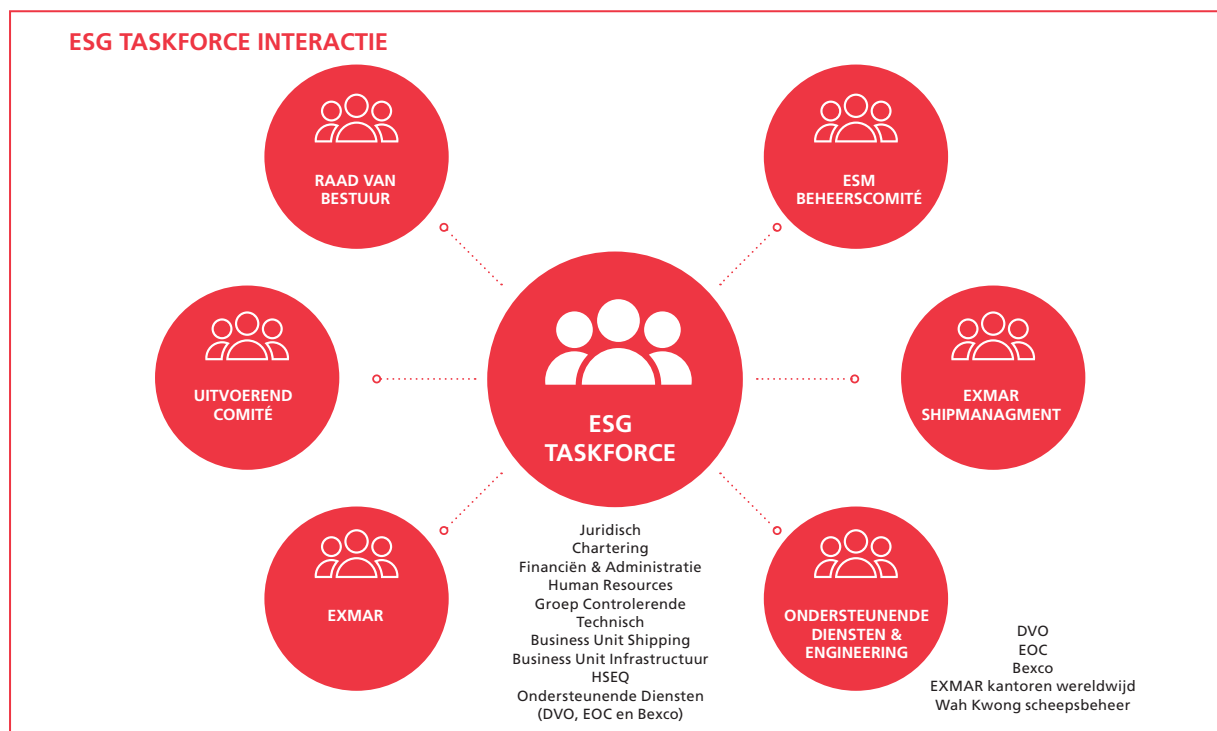 ESG TASKFORCE INTERACTIE
RAAD VAN
BESTUUR
ESM
BEHEERSCOMITÉ
UITVOEREND
COMITÉ
ESG
TASKFORCE
EXMAR
SHIPMANAGMENT
EXMAR
Juridisch
Chartering
Financiën & Administratie
Human Resources
Groep Controlerende
Technisch
Business Unit Shipping
Business Unit Infrastructuur
HSEQ
Ondersteunende Diensten
(DVO, EOC en Bexco)
ONDERSTEUNENDE
DIENSTEN &
ENGINEERING
DVO
EOC
Bexco
EXMAR kantoren wereldwijd
Wah Kwong scheepsbeheer